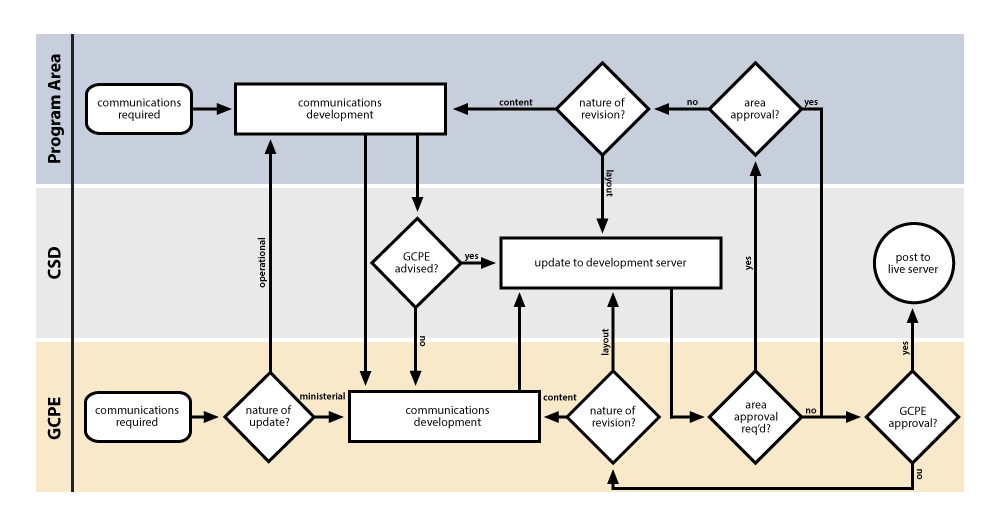 Program Area
communications
required
communications
development
content
nature of
revision?
no
area
approval?
yes
layout
CSD
operational
GCPE
advised?
yes
update to development server
yes
post to
live server
no
layout
yes
GCPE
communications
required
nature of
update?
ministerial
communications
development
content
nature of
revision?
area
approval
req'd?
no
GCPE
approval?
no